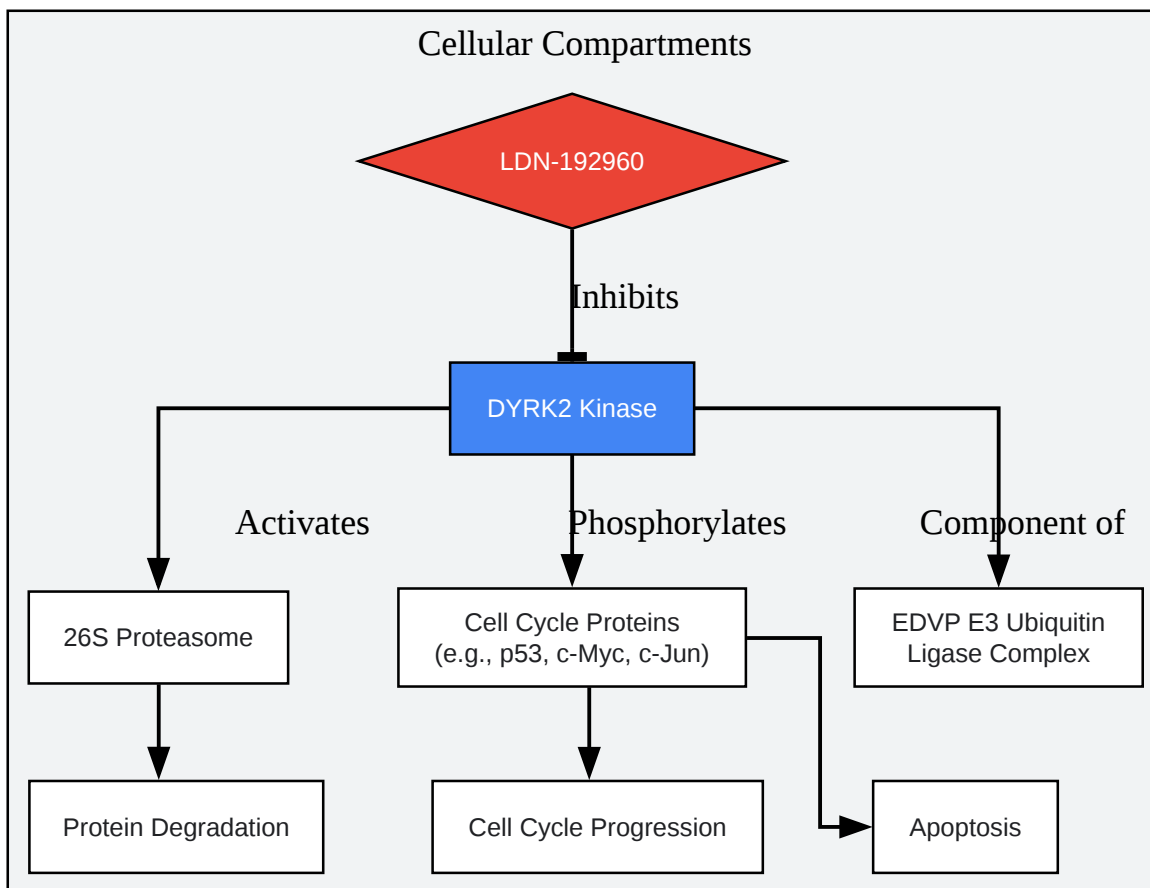 Cellular Compartments
LDN-192960
Inhibits
DYRK2 Kinase
Activates
Phosphorylates
Component of
26S Proteasome
Cell Cycle Proteins
(e.g., p53, c-Myc, c-Jun)
EDVP E3 Ubiquitin
Ligase Complex
Protein Degradation
Cell Cycle Progression
Apoptosis